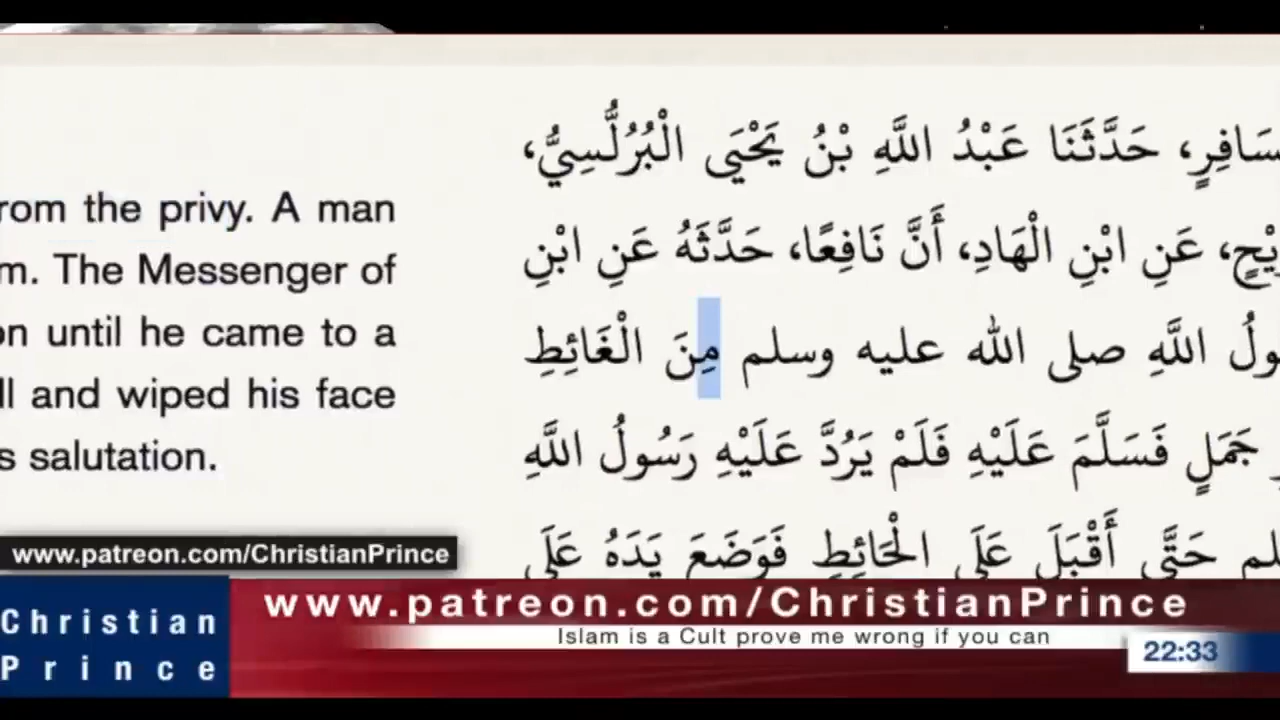 rom the privy. A man
m. The Messenger of
on until he came to a
ll and wiped his face
s salutation.
سَافِرٍ، حَدَّثَنَا عَبْدُ اللَّهِ بْنُ يَحْيَى الْبُرُلُّسِيُّ،
عَنِ ابْنِ الْهَادِ، أَنَّ نَافِعًا، حَدَّثَهُ عَنِ ابْنِ
ولُ اللَّهِ صلى الله عليه وسلم مِنَ الْغَائِطِ
جَمَلٍ فَسَلَّمَ عَلَيْهِ فَلَمْ يَرُدَّ عَلَيْهِ رَسُولُ اللَّهِ
لم حَتَّى أَقْبَلَ عَلَى الْحَائِطِ فَوَضَعَ يَدَهُ عَلَى
www.patreon.com/ChristianPrince
Christian
Prince
www.patreon.com/ChristianPrince
Islam is a Cult prove me wrong if you can
22:33